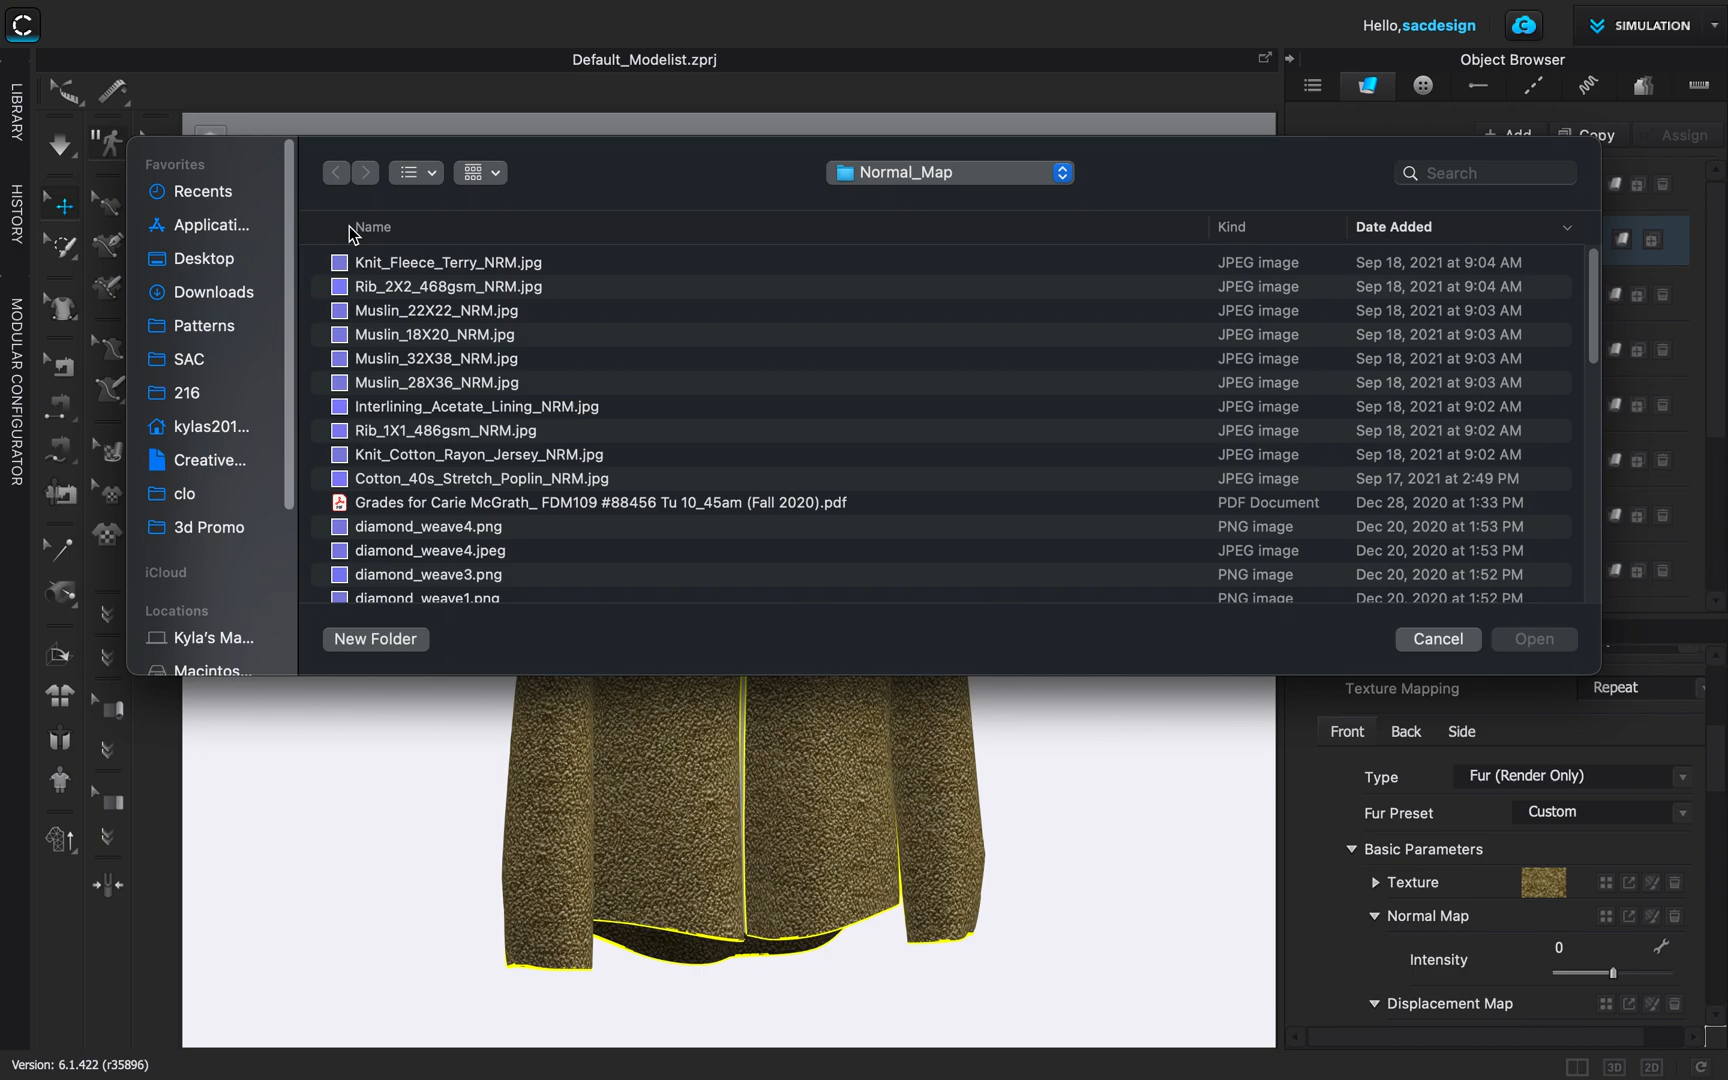 Hello,sacdesign
SIMULATION
Default_Modelist.zprj
Object Browser
LIBRARY
HISTORY
MODULAR CONFIGURATOR
+ Add
Copy
Assign
Favorites
Recents
Applicati...
Desktop
Downloads
Patterns
SAC
216
kylas201...
Creative...
clo
3d Promo
iCloud
Locations
Kyla's Ma...
Macintos...
Normal_Map
Search
Name Kind Date Added
Knit_Fleece_Terry_NRM.jpg JPEG image Sep 18, 2021 at 9:04 AM
Rib_2X2_468gsm_NRM.jpg JPEG image Sep 18, 2021 at 9:04 AM
Muslin_22X22_NRM.jpg JPEG image Sep 18, 2021 at 9:03 AM
Muslin_18X20_NRM.jpg JPEG image Sep 18, 2021 at 9:03 AM
Muslin_32X38_NRM.jpg JPEG image Sep 18, 2021 at 9:03 AM
Muslin_28X36_NRM.jpg JPEG image Sep 18, 2021 at 9:03 AM
Interlining_Acetate_Lining_NRM.jpg JPEG image Sep 18, 2021 at 9:02 AM
Rib_1X1_486gsm_NRM.jpg JPEG image Sep 18, 2021 at 9:02 AM
Knit_Cotton_Rayon_Jersey_NRM.jpg JPEG image Sep 18, 2021 at 9:02 AM
Cotton_40s_Stretch_Poplin_NRM.jpg JPEG image Sep 17, 2021 at 2:49 PM
Grades for Carie McGrath_ FDM109 #88456 Tu 10_45am (Fall 2020).pdf PDF Document Dec 28, 2020 at 1:33 PM
diamond_weave4.png PNG image Dec 20, 2020 at 1:53 PM
diamond_weave4.jpeg JPEG image Dec 20, 2020 at 1:53 PM
diamond_weave3.png PNG image Dec 20, 2020 at 1:52 PM
diamond_weave1.png PNG image Dec 20, 2020 at 1:52 PM
New Folder
Cancel
Open
Texture Mapping Repeat
Front Back Side
Type Fur (Render Only)
Fur Preset Custom
Basic Parameters
Texture
Normal Map
0
Intensity
Displacement Map
Version: 6.1.422 (r35896)
3D
2D